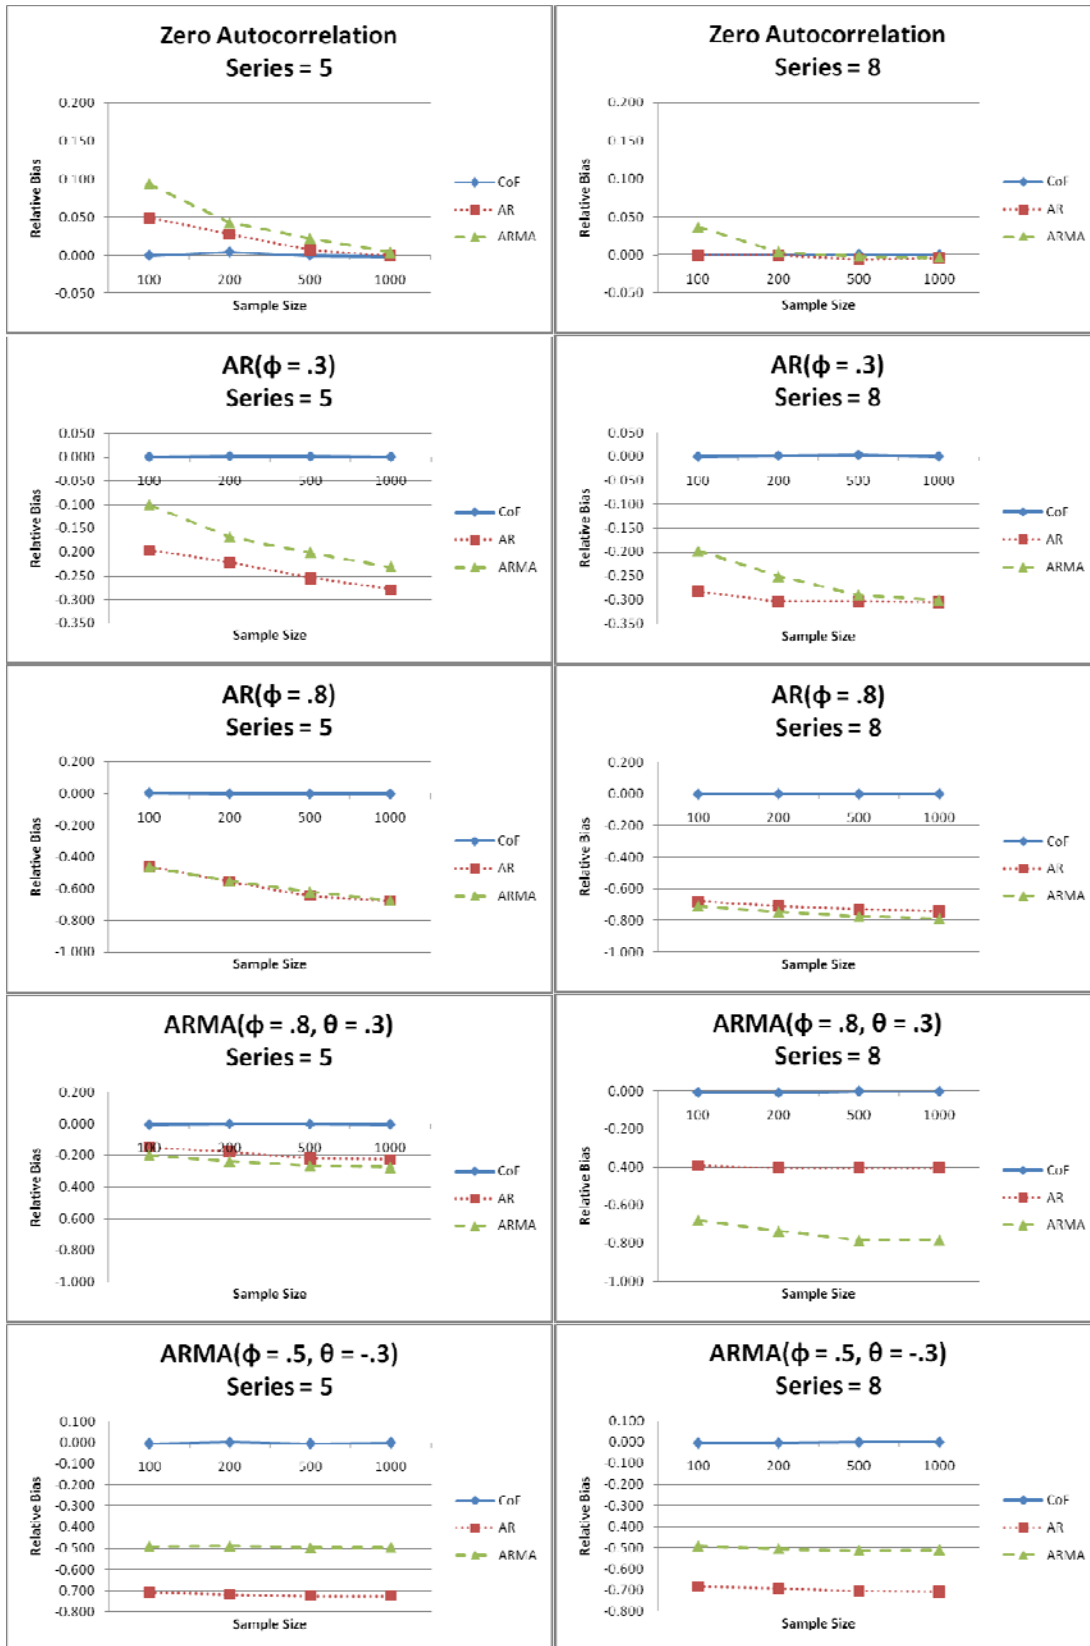 Zero Autocorrelation
Series = 5
0.200
0.150
0.100
0.050
0.000
-0.050
Relative Bias
100 200 500 1000
Sample Size
CoF
AR
ARMA
Zero Autocorrelation
Series = 8
0.200
0.150
0.100
0.050
0.000
-0.050
Relative Bias
100 200 500 1000
Sample Size
CoF
AR
ARMA
AR(ϕ = .3)
Series = 5
0.050
0.000
-0.050
-0.100
-0.150
-0.200
-0.250
-0.300
-0.350
Relative Bias
100 200 500 1000
Sample Size
CoF
AR
ARMA
AR(ϕ = .3)
Series = 8
0.050
0.000
-0.050
-0.100
-0.150
-0.200
-0.250
-0.300
-0.350
Relative Bias
100 200 500 1000
Sample Size
CoF
AR
ARMA
AR(ϕ = .8)
Series = 5
0.200
0.000
-0.200
-0.400
-0.600
-0.800
-1.000
Relative Bias
100 200 500 1000
Sample Size
CoF
AR
ARMA
AR(ϕ = .8)
Series = 8
0.200
0.000
-0.200
-0.400
-0.600
-0.800
-1.000
Relative Bias
100 200 500 1000
Sample Size
CoF
AR
ARMA
ARMA(ϕ = .8, θ = .3)
Series = 5
0.200
0.000
-0.200
-0.400
-0.600
-0.800
-1.000
Relative Bias
100 200 500 1000
Sample Size
CoF
AR
ARMA
ARMA(ϕ = .8, θ = .3)
Series = 8
0.000
-0.200
-0.400
-0.600
-0.800
-1.000
Relative Bias
100 200 500 1000
Sample Size
CoF
AR
ARMA
ARMA(ϕ = .5, θ = -.3)
Series = 5
0.100
0.000
-0.100
-0.200
-0.300
-0.400
-0.500
-0.600
-0.700
-0.800
Relative Bias
100 200 500 1000
Sample Size
CoF
AR
ARMA
ARMA(ϕ = .5, θ = -.3)
Series = 8
0.100
0.000
-0.100
-0.200
-0.300
-0.400
-0.500
-0.600
-0.700
-0.800
Relative Bias
100 200 500 1000
Sample Size
CoF
AR
ARMA